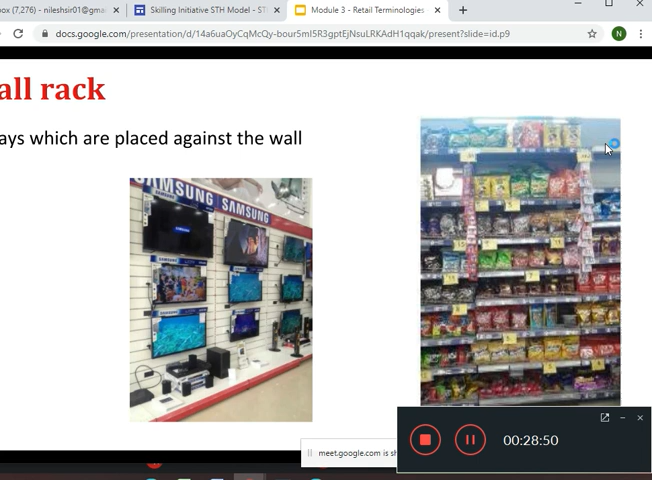 box (7,276) - nileshsir01@gma
Skilling Initiative STH Model - ST
Module 3 - Retail Terminologies
docs.google.com/presentation/d/14a6uaOyCqMcQy-bour5ml5R3gptEjNsuLRKAdH1qqak/present?slide=id.p9
N
all rack
ays which are placed against the wall
SAMSUNG SAMSUNG
meet.google.com is sh
00:28:50